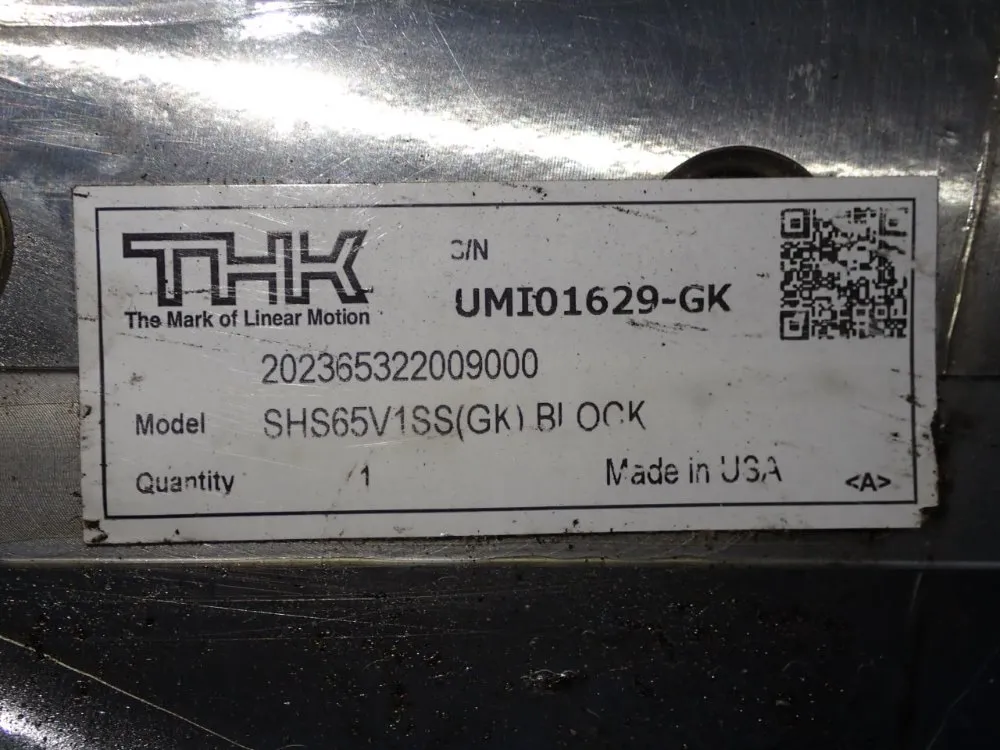 THK
The Mark of Linear Motion
S/N
UMI01629-GK
202365322009000
Model SHS65V1SS(GK) BLOCK
Quantity 1
Made in USA
<A>